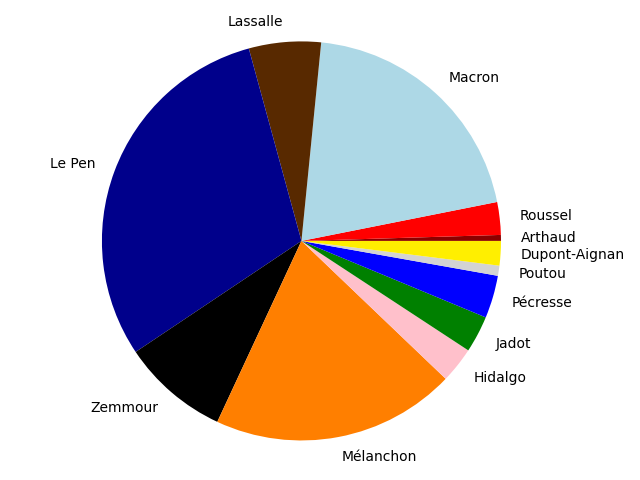 Lassalle
Macron
Le Pen
Roussel
Arthaud
Dupont-Aignan
Poutou
Pécresse
Jadot
Hidalgo
Zemmour
Mélanchon